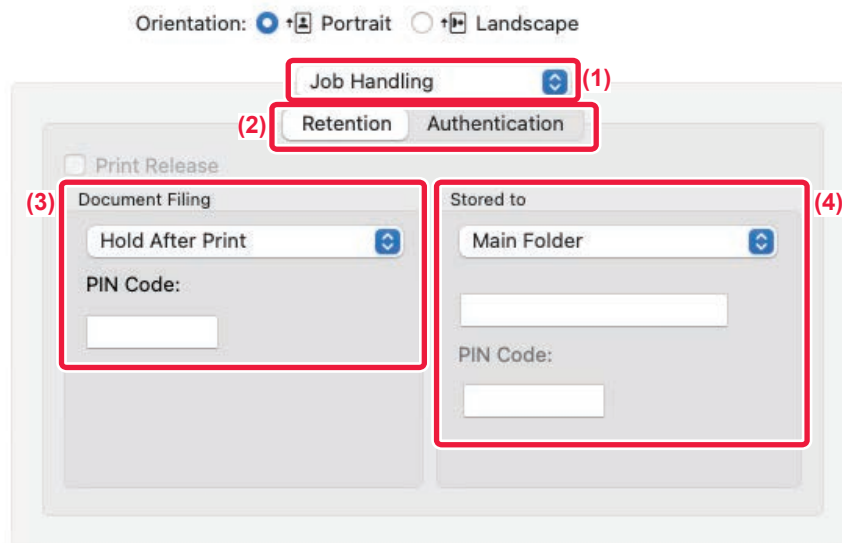 Orientation: Portrait Landscape
Job Handling (1)
(2) Retention Authentication
Print Release
(3) Document Filing Stored to (4)
Hold After Print Main Folder
PIN Code:
PIN Code: